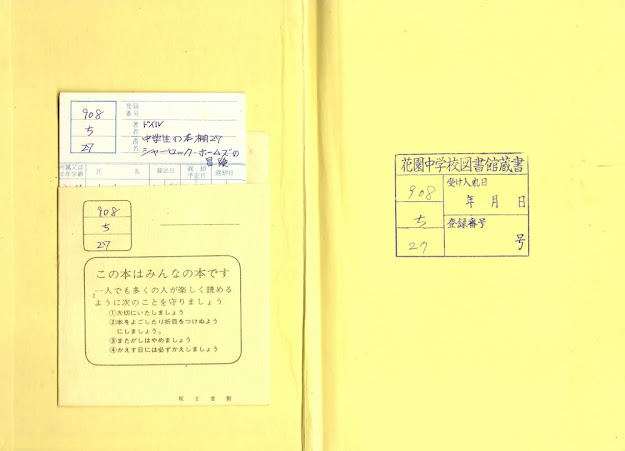 908
ち
27
登録
番号
著者
ドイル
書名
中学生の本棚27
シャーロック・ホームズの
冒険
氏名
貸出日
返却
予定日
返却日
908
ち
27
この本はみんなの本です
一人でも多くの人が楽しく読める
ように次のことを守りましょう
①大切にいたしましょう
②本をよごしたり折目をつけぬよう
にしましょう。
③またがしはやめましょう
④かえす日には必ずかえしましょう
花園中学校図書館蔵書
908
ち
27
受け入れ日
年 月 日
登録番号
号